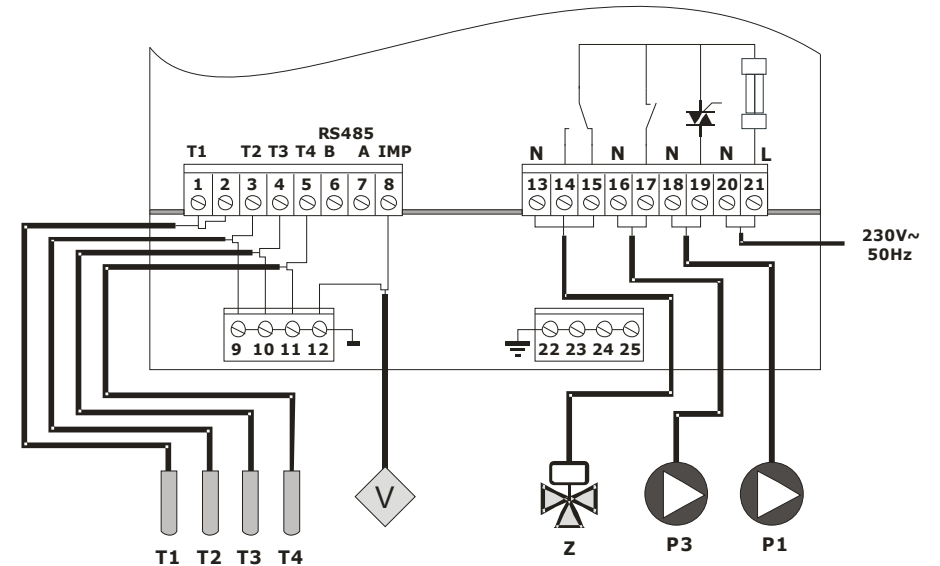 RS485
T1 T2 T3 T4 B A IMP
N N N N L
1 2 3 4 5 6 7 8
13 14 15 16 17 18 19 20 21
230V~
50Hz
9 10 11 12
22 23 24 25
V
T1 T2 T3 T4
Z
P3
P1